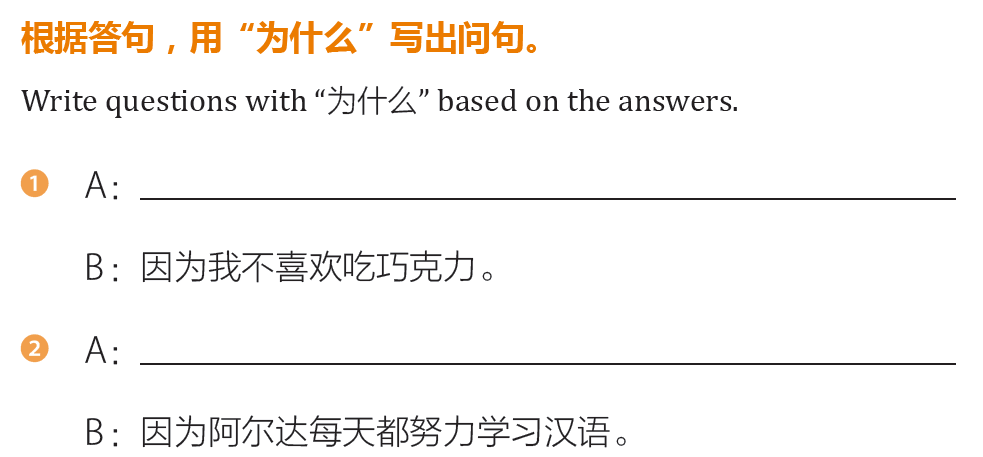 根据答句，用“为什么”写出问句。
Write questions with “为什么” based on the answers.
1 A:
B: 因为我不喜欢吃巧克力。
2 A:
B: 因为阿尔达每天都努力学习汉语。